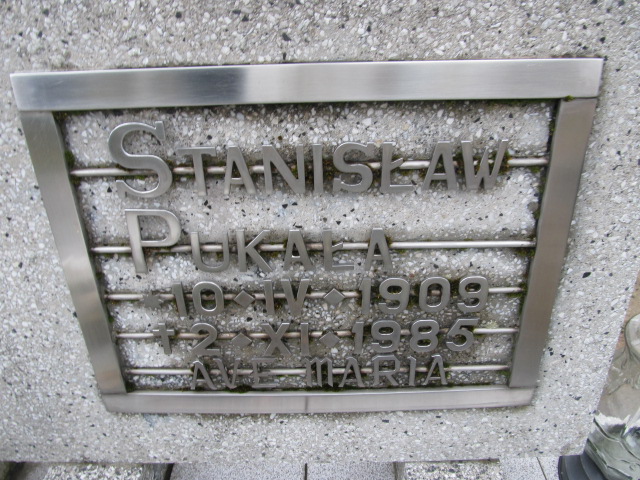 STANISŁAW
PUKAŁA
* 10 • IV • 1909
† 2 • XI • 1985
AVE MARIA